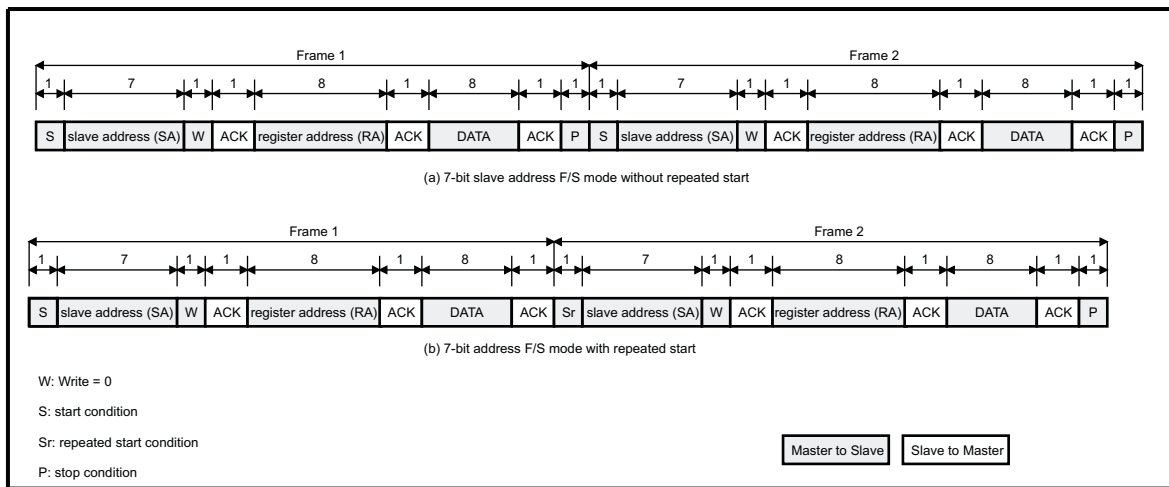 Frame 1 Frame 2
1 7 1 1 8 1 8 1 1 1 7 1 1 8 1 8 1 1
S slave address (SA) W ACK register address (RA) ACK DATA ACK P S slave address (SA) W ACK register address (RA) ACK DATA ACK P
(a) 7-bit slave address F/S mode without repeated start
Frame 1 Frame 2
1 7 1 1 8 1 8 1 1 7 1 1 8 1 8 1 1
S slave address (SA) W ACK register address (RA) ACK DATA ACK Sr slave address (SA) W ACK register address (RA) ACK DATA ACK P
(b) 7-bit address F/S mode with repeated start
W: Write = 0
S: start condition
Sr: repeated start condition
Master to Slave Slave to Master
P: stop condition